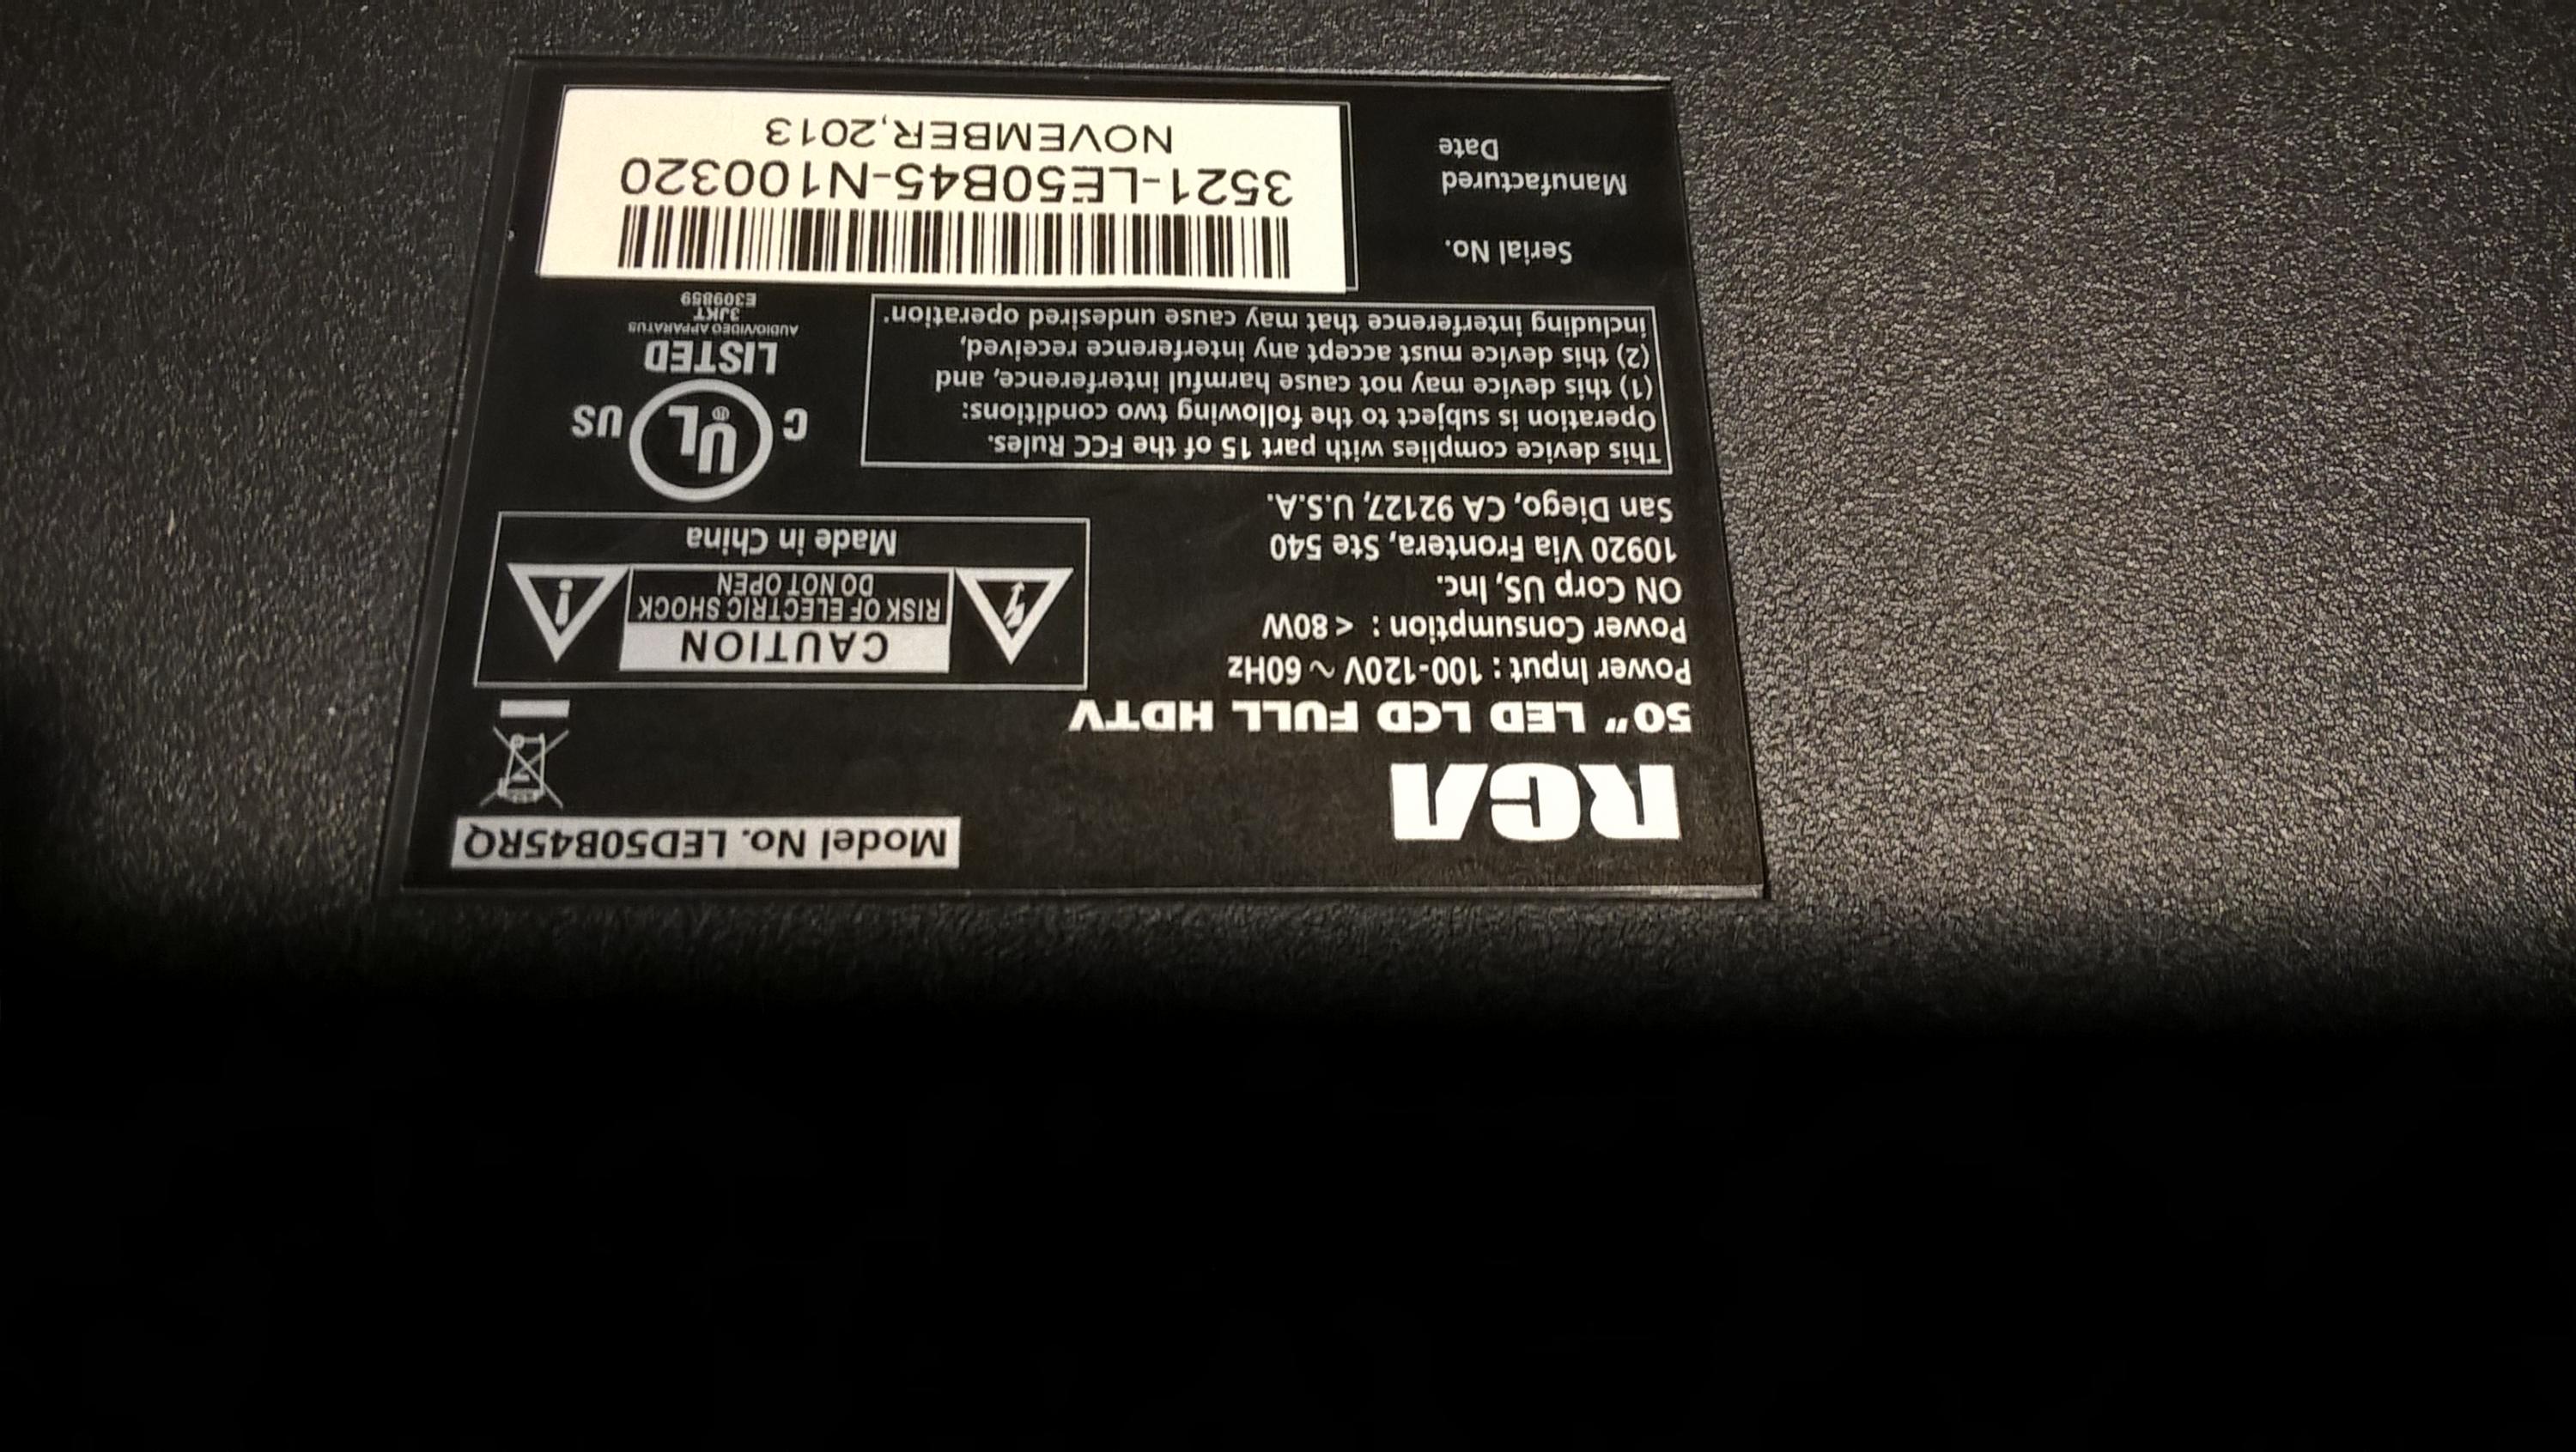 RCA
Model No. LED50B45RQ
50" LED LCD FULL HDTV
Power Input : 100-120V ~ 60Hz
Power Consumption : < 80W
ON Corp US, Inc.
10920 Via Frontera, Ste 540
San Diego, CA 92127, U.S.A.
CAUTION
RISK OF ELECTRIC SHOCK
DO NOT OPEN
Made in China
This device complies with part 15 of the FCC Rules.
Operation is subject to the following two conditions:
(1) this device may not cause harmful interference, and
(2) this device must accept any interference received,
including interference that may cause undesired operation.
C UL US
®
LISTED
AUDIO/VIDEO APPARATUS
3JKT
E309859
Serial No.
3521-LE50B45-N100320
Manufactured
Date
NOVEMBER,2013